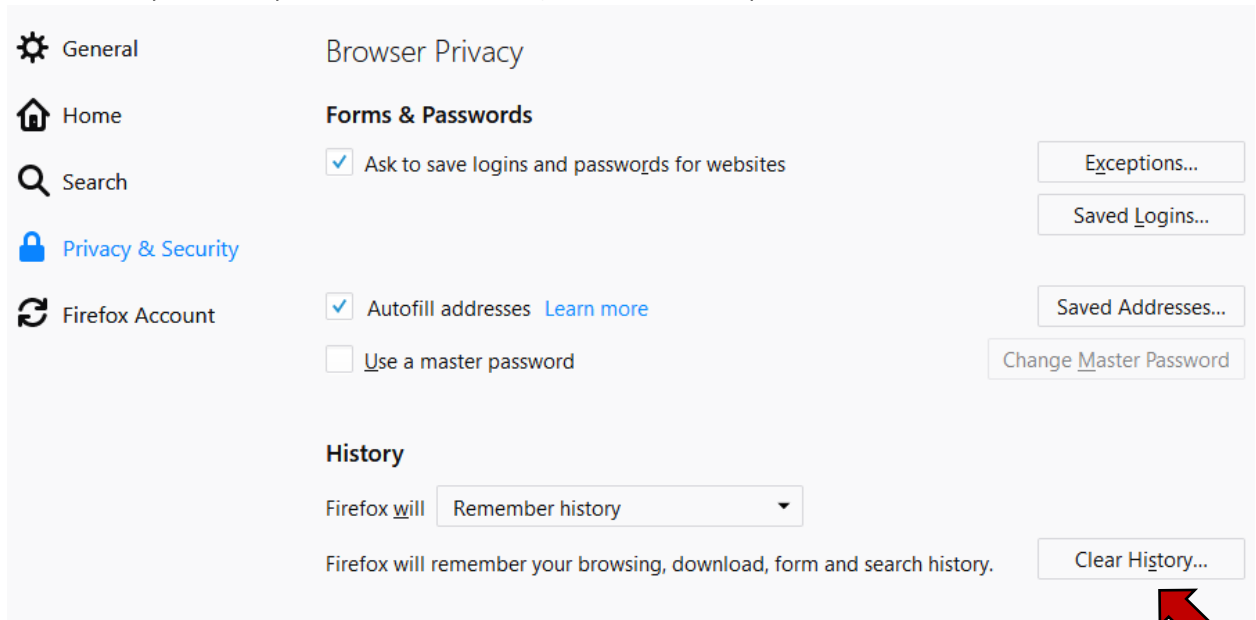 General
Home
Search
Privacy & Security
Firefox Account
Browser Privacy
Forms & Passwords
Ask to save logins and passwords for websites
Exceptions...
Saved Logins...
Autofill addresses Learn more
Saved Addresses...
Use a master password
Change Master Password
History
Firefox will Remember history
Firefox will remember your browsing, download, form and search history.
Clear History...